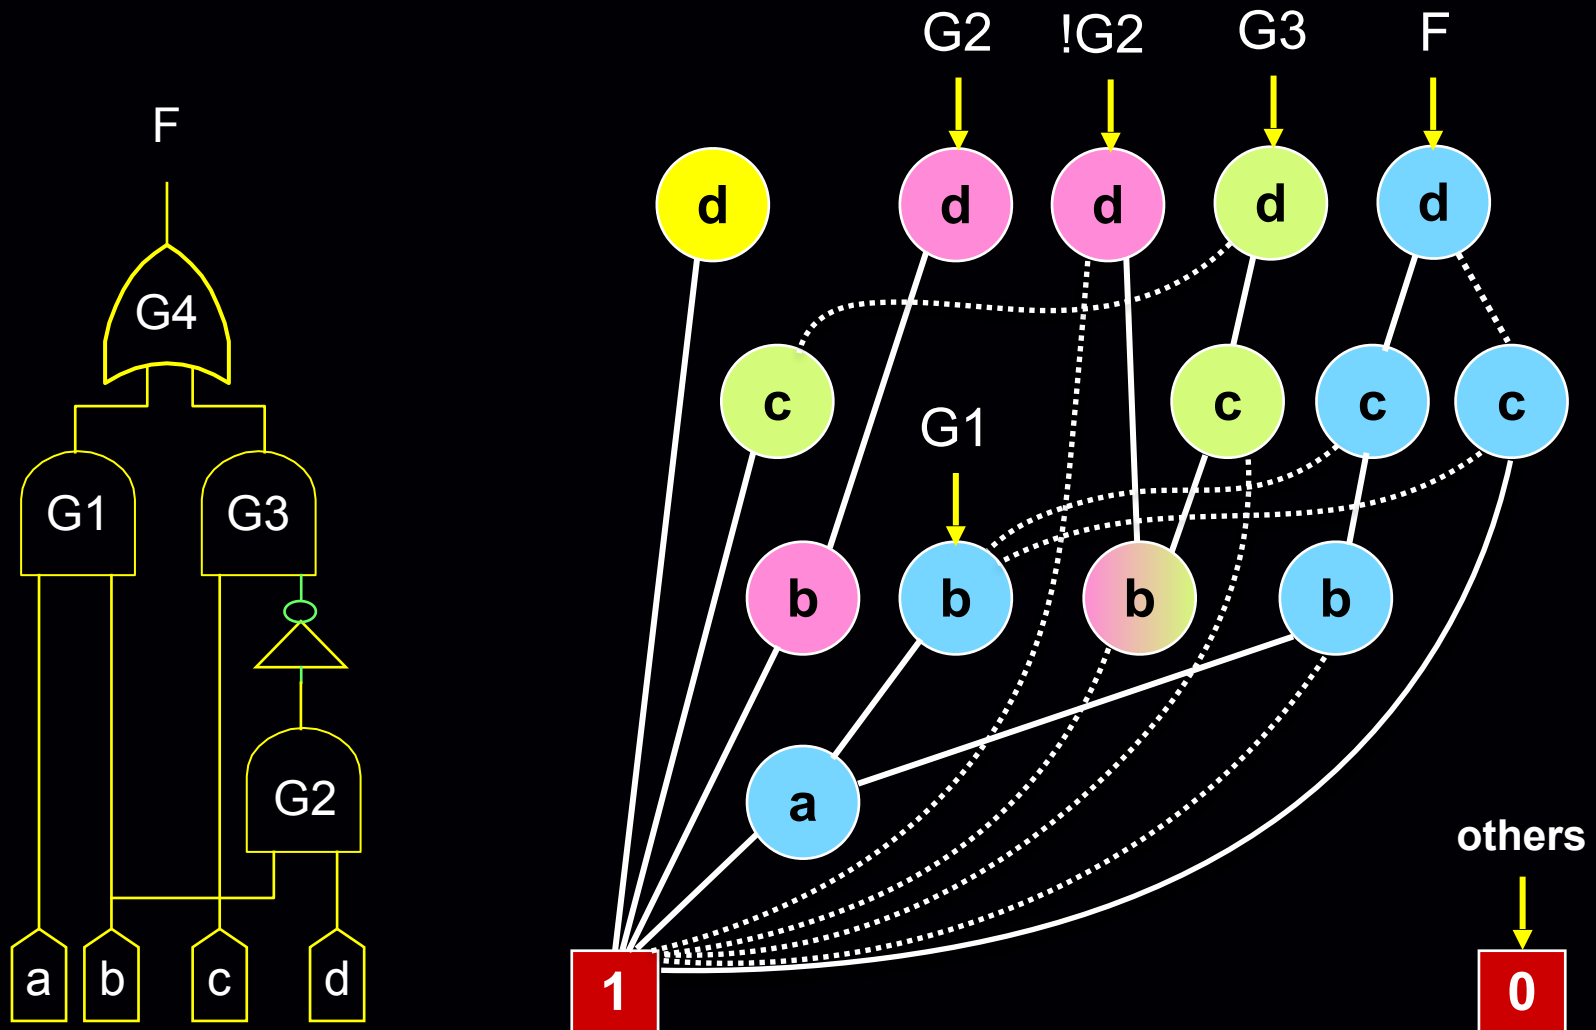 G2 !G2 G3 F
F
d d d d d
G4
c c c c
G1
G1 G3
b b b b
G2 a
others
a b c d
1 0